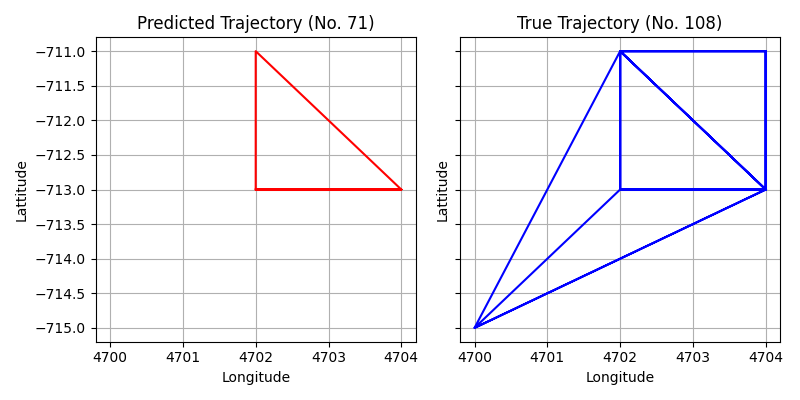 Predicted Trajectory (No. 71)
True Trajectory (No. 108)
−711.0
−711.5
−712.0
−712.5
−713.0
−713.5
−714.0
−714.5
−715.0
Lattitude
Lattitude
4700 4701 4702 4703 4704
4700 4701 4702 4703 4704
Longitude
Longitude